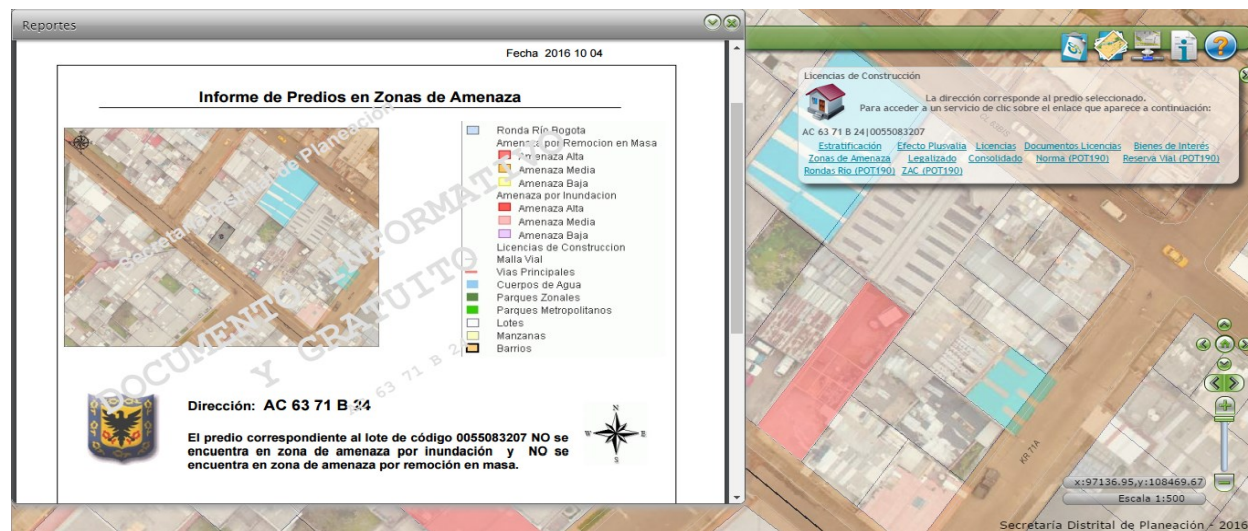 Reportes
Fecha 2016 10 04
Informe de Predios en Zonas de Amenaza
Ronda Río Bogota
Amenaza por Remocion en Masa
Amenaza Alta
Amenaza Media
Amenaza Baja
Amenaza por Inundacion
Amenaza Alta
Amenaza Media
Amenaza Baja
Licencias de Construccion
Malla Vial
Vias Principales
Cuerpos de Agua
Parques Zonales
Parques Metropolitanos
Lotes
Manzanas
Barrios
DOCUMENTO INFORMATIVO
Y GRATUITO
de Planeación
AC 63 71 B 2
Dirección: AC 63 71 B 24
N
W E
S
El predio correspondiente al lote de código 0055083207 NO se
encuentra en zona de amenaza por inundación y NO se
encuentra en zona de amenaza por remoción en masa.
Licencias de Construcción
La dirección corresponde al predio seleccionado.
Para acceder a un servicio de clic sobre el enlace que aparece a continuación:
AC 63 71 B 24|0055083207
Estratificación Efecto Plusvalia Licencias Documentos Licencias Bienes de Interés
Zonas de Amenaza Legalizado Consolidado Norma (POT190) Reserva Vial (POT190)
Rondas Rio (POT190) ZAC (POT190)
KR 71A
x:97136.95,y:108469.67
Escala 1:500
Secretaría Distrital de Planeación - 2016